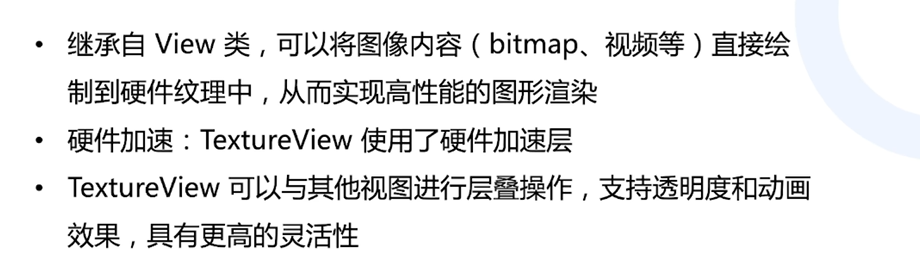 • 继承自 View 类，可以将图像内容（bitmap、视频等）直接绘
制到硬件纹理中，从而实现高性能的图形渲染
• 硬件加速：TextureView 使用了硬件加速层
• TextureView 可以与其他视图进行层叠操作，支持透明度和动画
效果，具有更高的灵活性